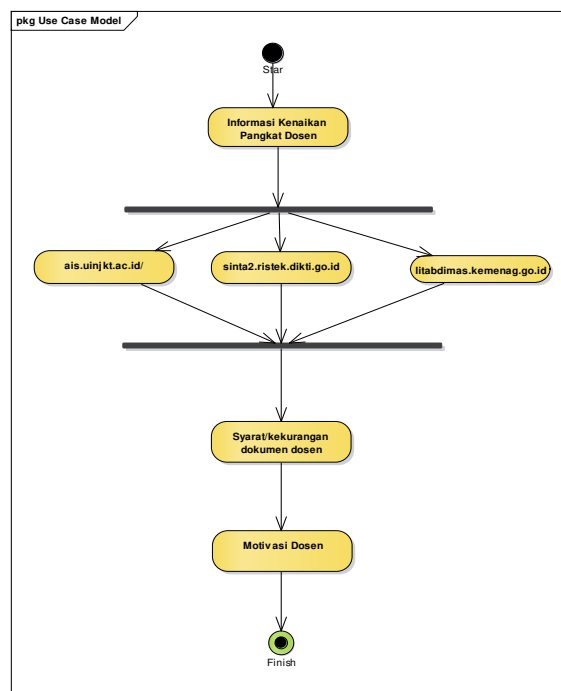 pkg Use Case Model
Star
Informasi Kenaikan
Pangkat Dosen
ais.uinjkt.ac.id/
sinta2.ristek.dikti.go.id
litabdimas.kemenag.go.id
Syarat/kekurangan
dokumen dosen
Motivasi Dosen
Finish